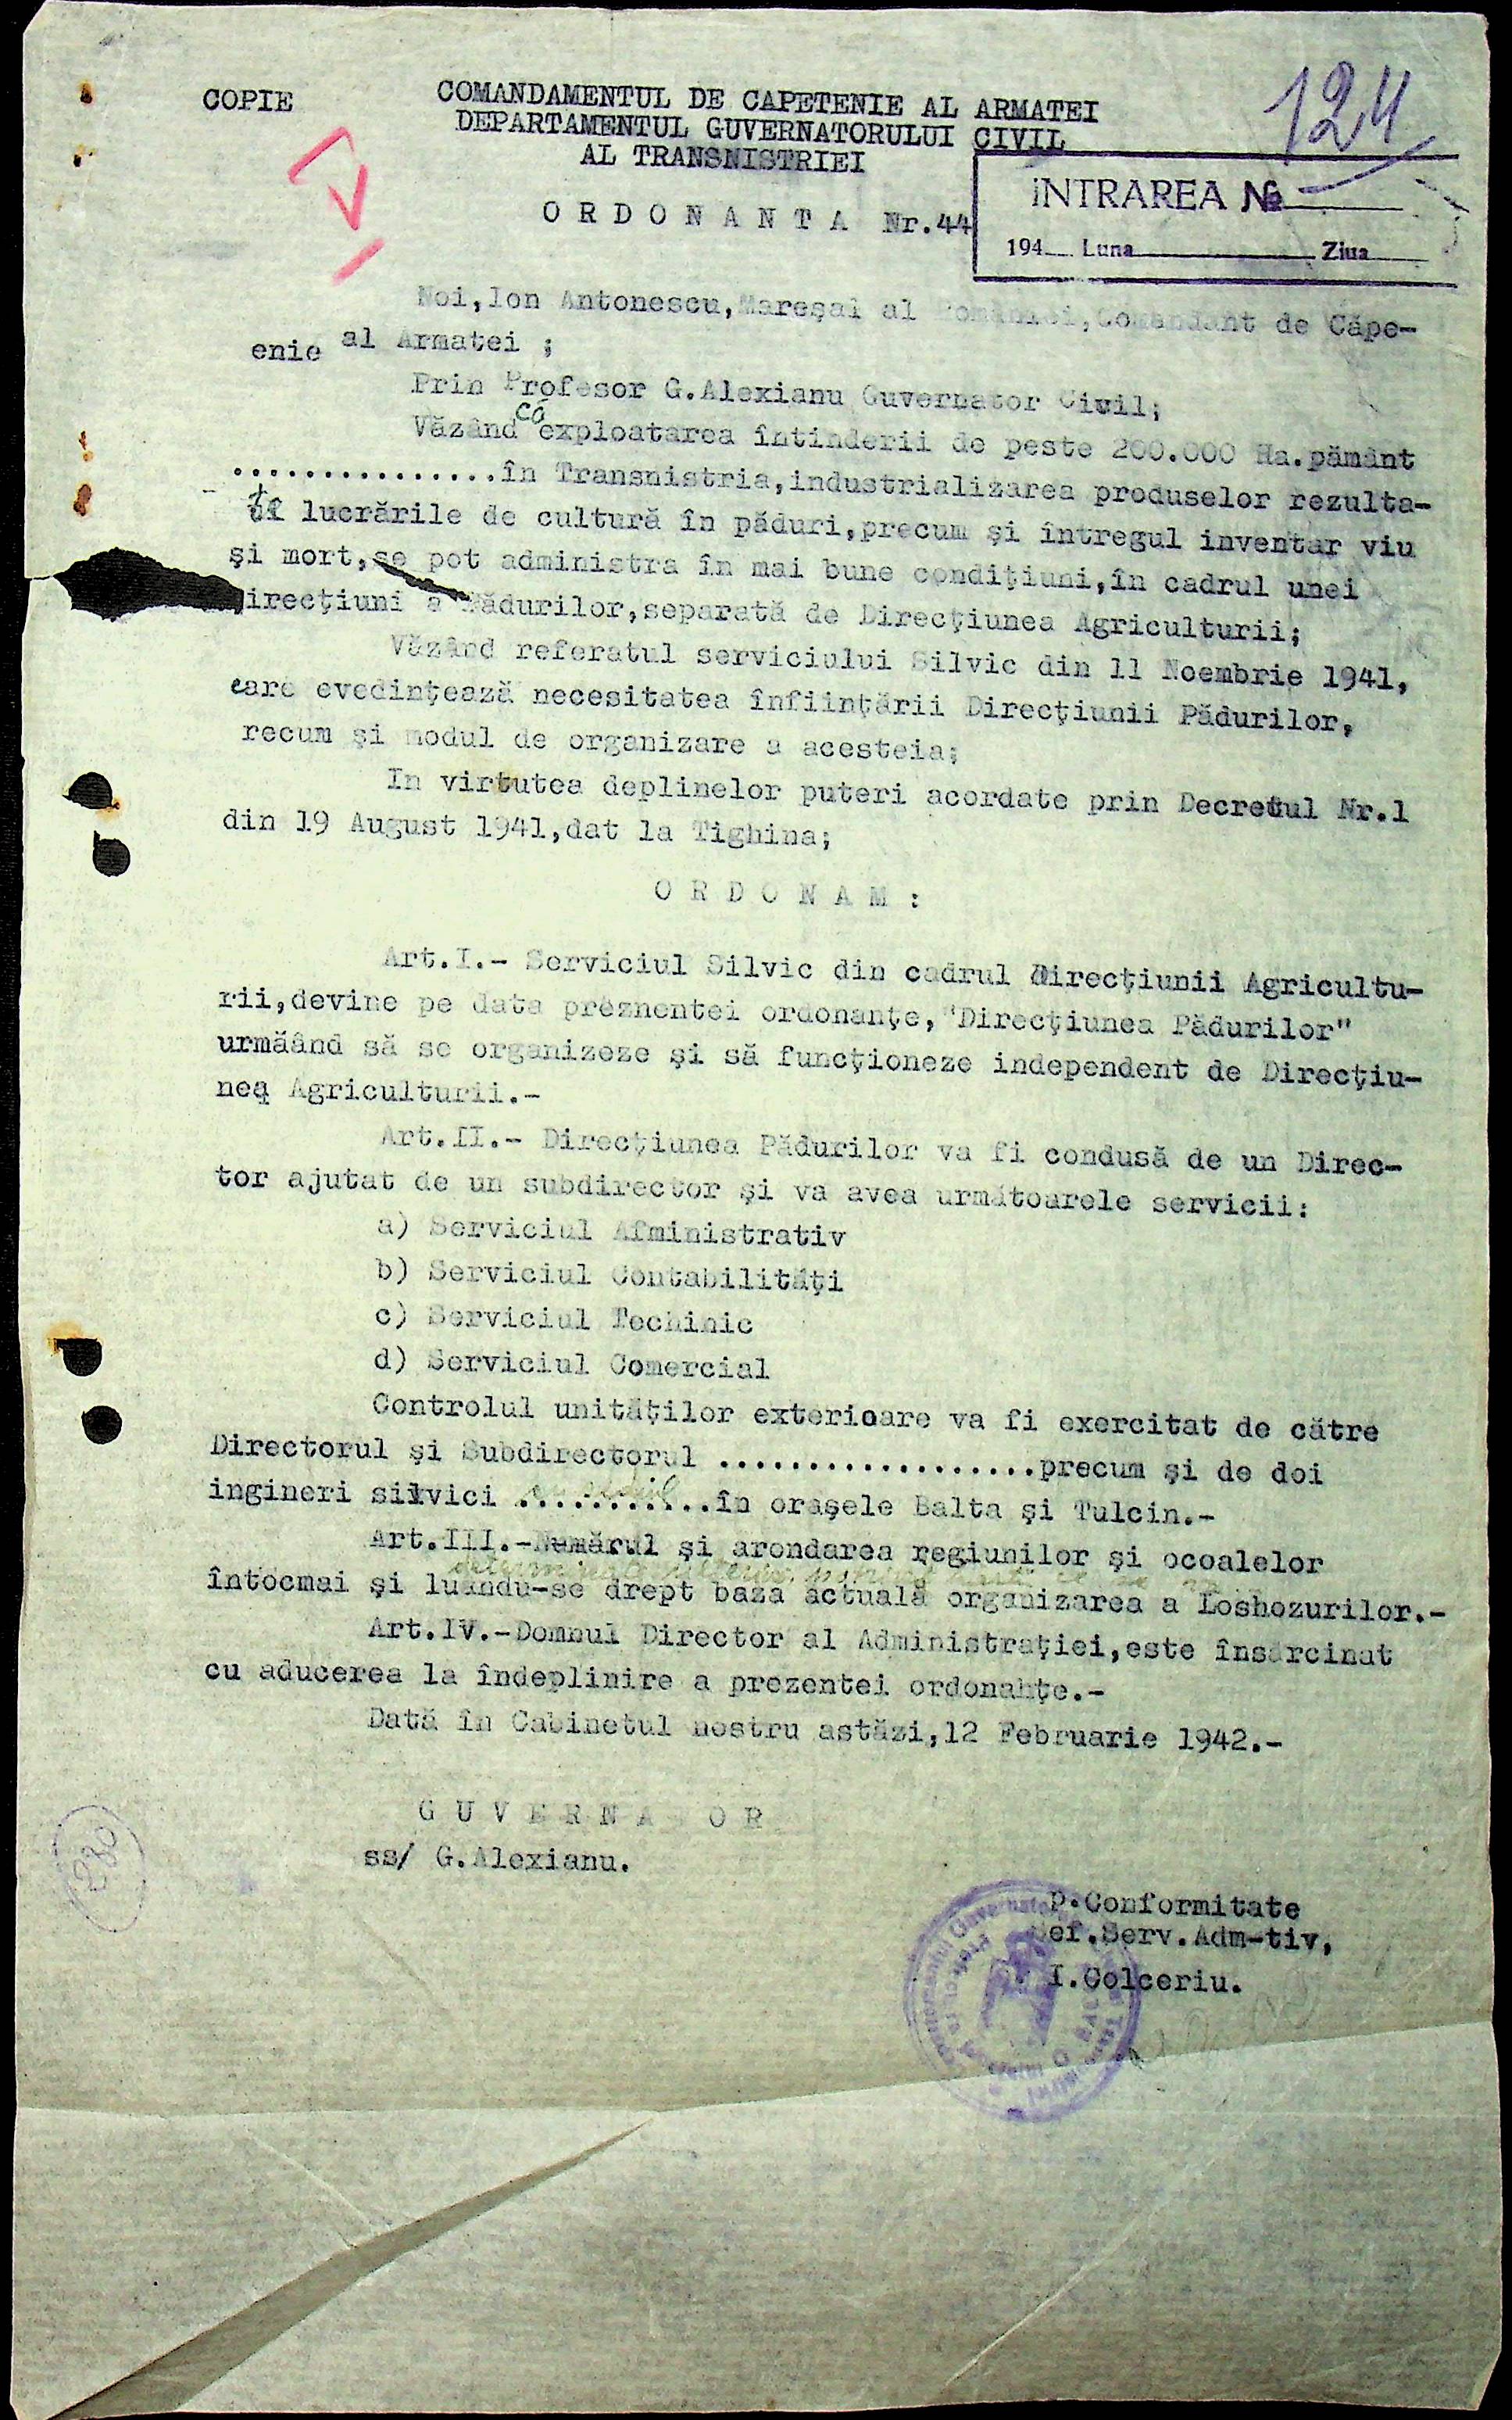 COPIE
COMANDAMENTUL DE CAPETENIE AL ARMATEI
DEPARTAMENTUL GUVERNATORULUI CIVIL
AL TRANSNISTRIEI
124
INTRAREA №
194 Luna Ziua
O R D O N A N T A Nr.44
Noi,Ion Antonescu,Mareşal al României,Comandant de Căpe-
enie al Armatei ;
Prin Profesor G.Alexianu Guvernator Civil;
Văzând că exploatarea întinderii de peste 200.000 Ha.pământ
...............în Transnistria,industrializarea produselor rezulta-
te lucrările de cultură în păduri,precum şi întregul inventar viu
şi mort,se pot administra în mai bune condiţiuni,în cadrul unei
irecţiuni a Pădurilor,separată de Direcţiunea Agriculturii;
Văzând referatul serviciului Silvic din 11 Noembrie 1941,
care evedinţează necesitatea înfiinţării Direcţiunii Pădurilor,
recum şi modul de organizare a acesteia;
In virtutea deplinelor puteri acordate prin Decretul Nr.1
din 19 August 1941,dat la Tighina;
O R D O N A M :
Art.I.- Serviciul Silvic din cadrul Direcţiunii Agricultu-
rii,devine pe data preznentei ordonanţe,"Direcţiunea Pădurilor"
urmăând să se organizeze şi să funcţioneze independent de Direcţiu-
nea Agriculturii.-
Art.II.- Direcţiunea Pădurilor va fi condusă de un Direc-
tor ajutat de un subdirector şi va avea următoarele servicii:
a) Serviciul Afministrativ
b) Serviciul Contabilităţi
c) Serviciul Techinic
d) Serviciul Comercial
Controlul unităţilor exterioare va fi exercitat de către
Directorul şi Subdirectorul ..................precum şi de doi
ingineri silvici ...........în oraşele Balta şi Tulcin.-
Art.III.-Numărul şi arondarea regiunilor şi ocoalelor
întocmai şi luându-se drept baza actuală organizarea a Loshozurilor.-
Art.IV.-Domnul Director al Administraţiei,este însărcinat
cu aducerea la îndeplinire a prezentei ordonanţe.-
Dată în Cabinetul nostru astăzi,12 Februarie 1942.-
G U V E R N A O R
ss/ G.Alexianu.
230
p.Conformitate
ef.Serv.Adm-tiv,
I.Golceriu.